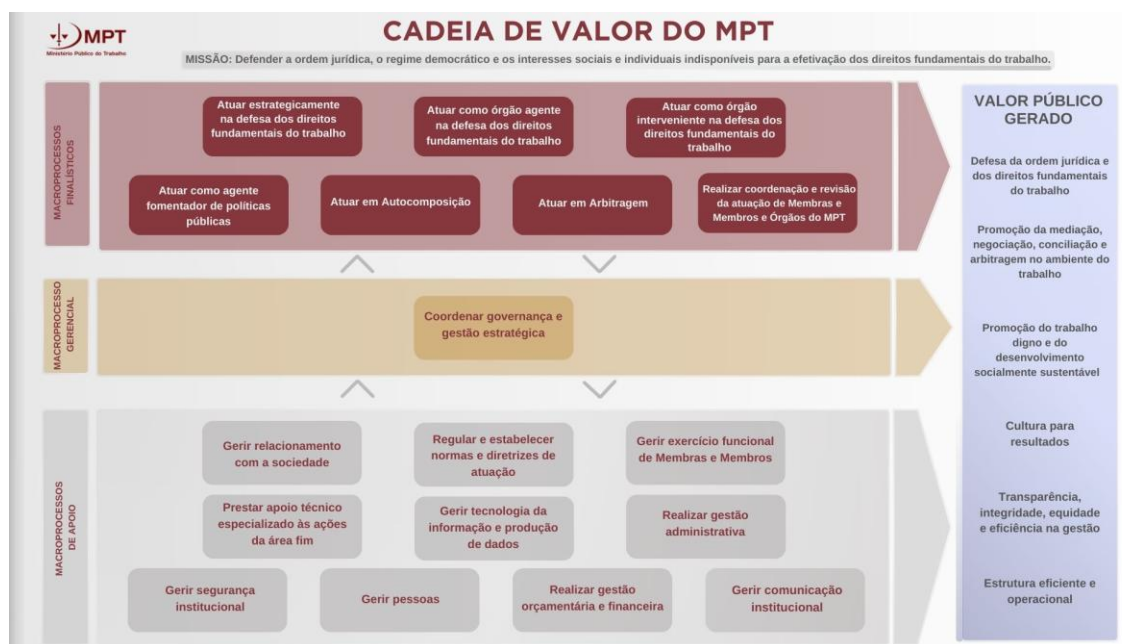 MPT
Ministério Público do Trabalho
CADEIA DE VALOR DO MPT
MISSÃO: Defender a ordem jurídica, o regime democrático e os interesses sociais e individuais indisponíveis para a efetivação dos direitos fundamentais do trabalho.
MACROPROCESSOS
FINALÍSTICOS
Atuar estrategicamente
na defesa dos direitos
fundamentais do trabalho
Atuar como órgão agente
na defesa dos direitos
fundamentais do trabalho
Atuar como órgão
interveniente na defesa dos
direitos fundamentais do
trabalho
Atuar como agente
fomentador de políticas
públicas
Atuar em Autocomposição
Atuar em Arbitragem
Realizar coordenação e revisão
da atuação de Membras e
Membros e Órgãos do MPT
MACROPROCESSO
GERENCIAL
Coordenar governança e
gestão estratégica
MACROPROCESSOS
DE APOIO
Gerir relacionamento
com a sociedade
Regular e estabelecer
normas e diretrizes de
atuação
Gerir exercício funcional
de Membras e Membros
Prestar apoio técnico
especializado às ações
da área fim
Gerir tecnologia da
informação e produção
de dados
Realizar gestão
administrativa
Gerir segurança
institucional
Gerir pessoas
Realizar gestão
orçamentária e financeira
Gerir comunicação
institucional
VALOR PÚBLICO
GERADO
Defesa da ordem jurídica e
dos direitos fundamentais
do trabalho
Promoção da mediação,
negociação, conciliação e
arbitragem no ambiente do
trabalho
Promoção do trabalho
digno e do
desenvolvimento
socialmente sustentável
Cultura para
resultados
Transparência,
integridade, equidade
e eficiência na gestão
Estrutura eficiente e
operacional